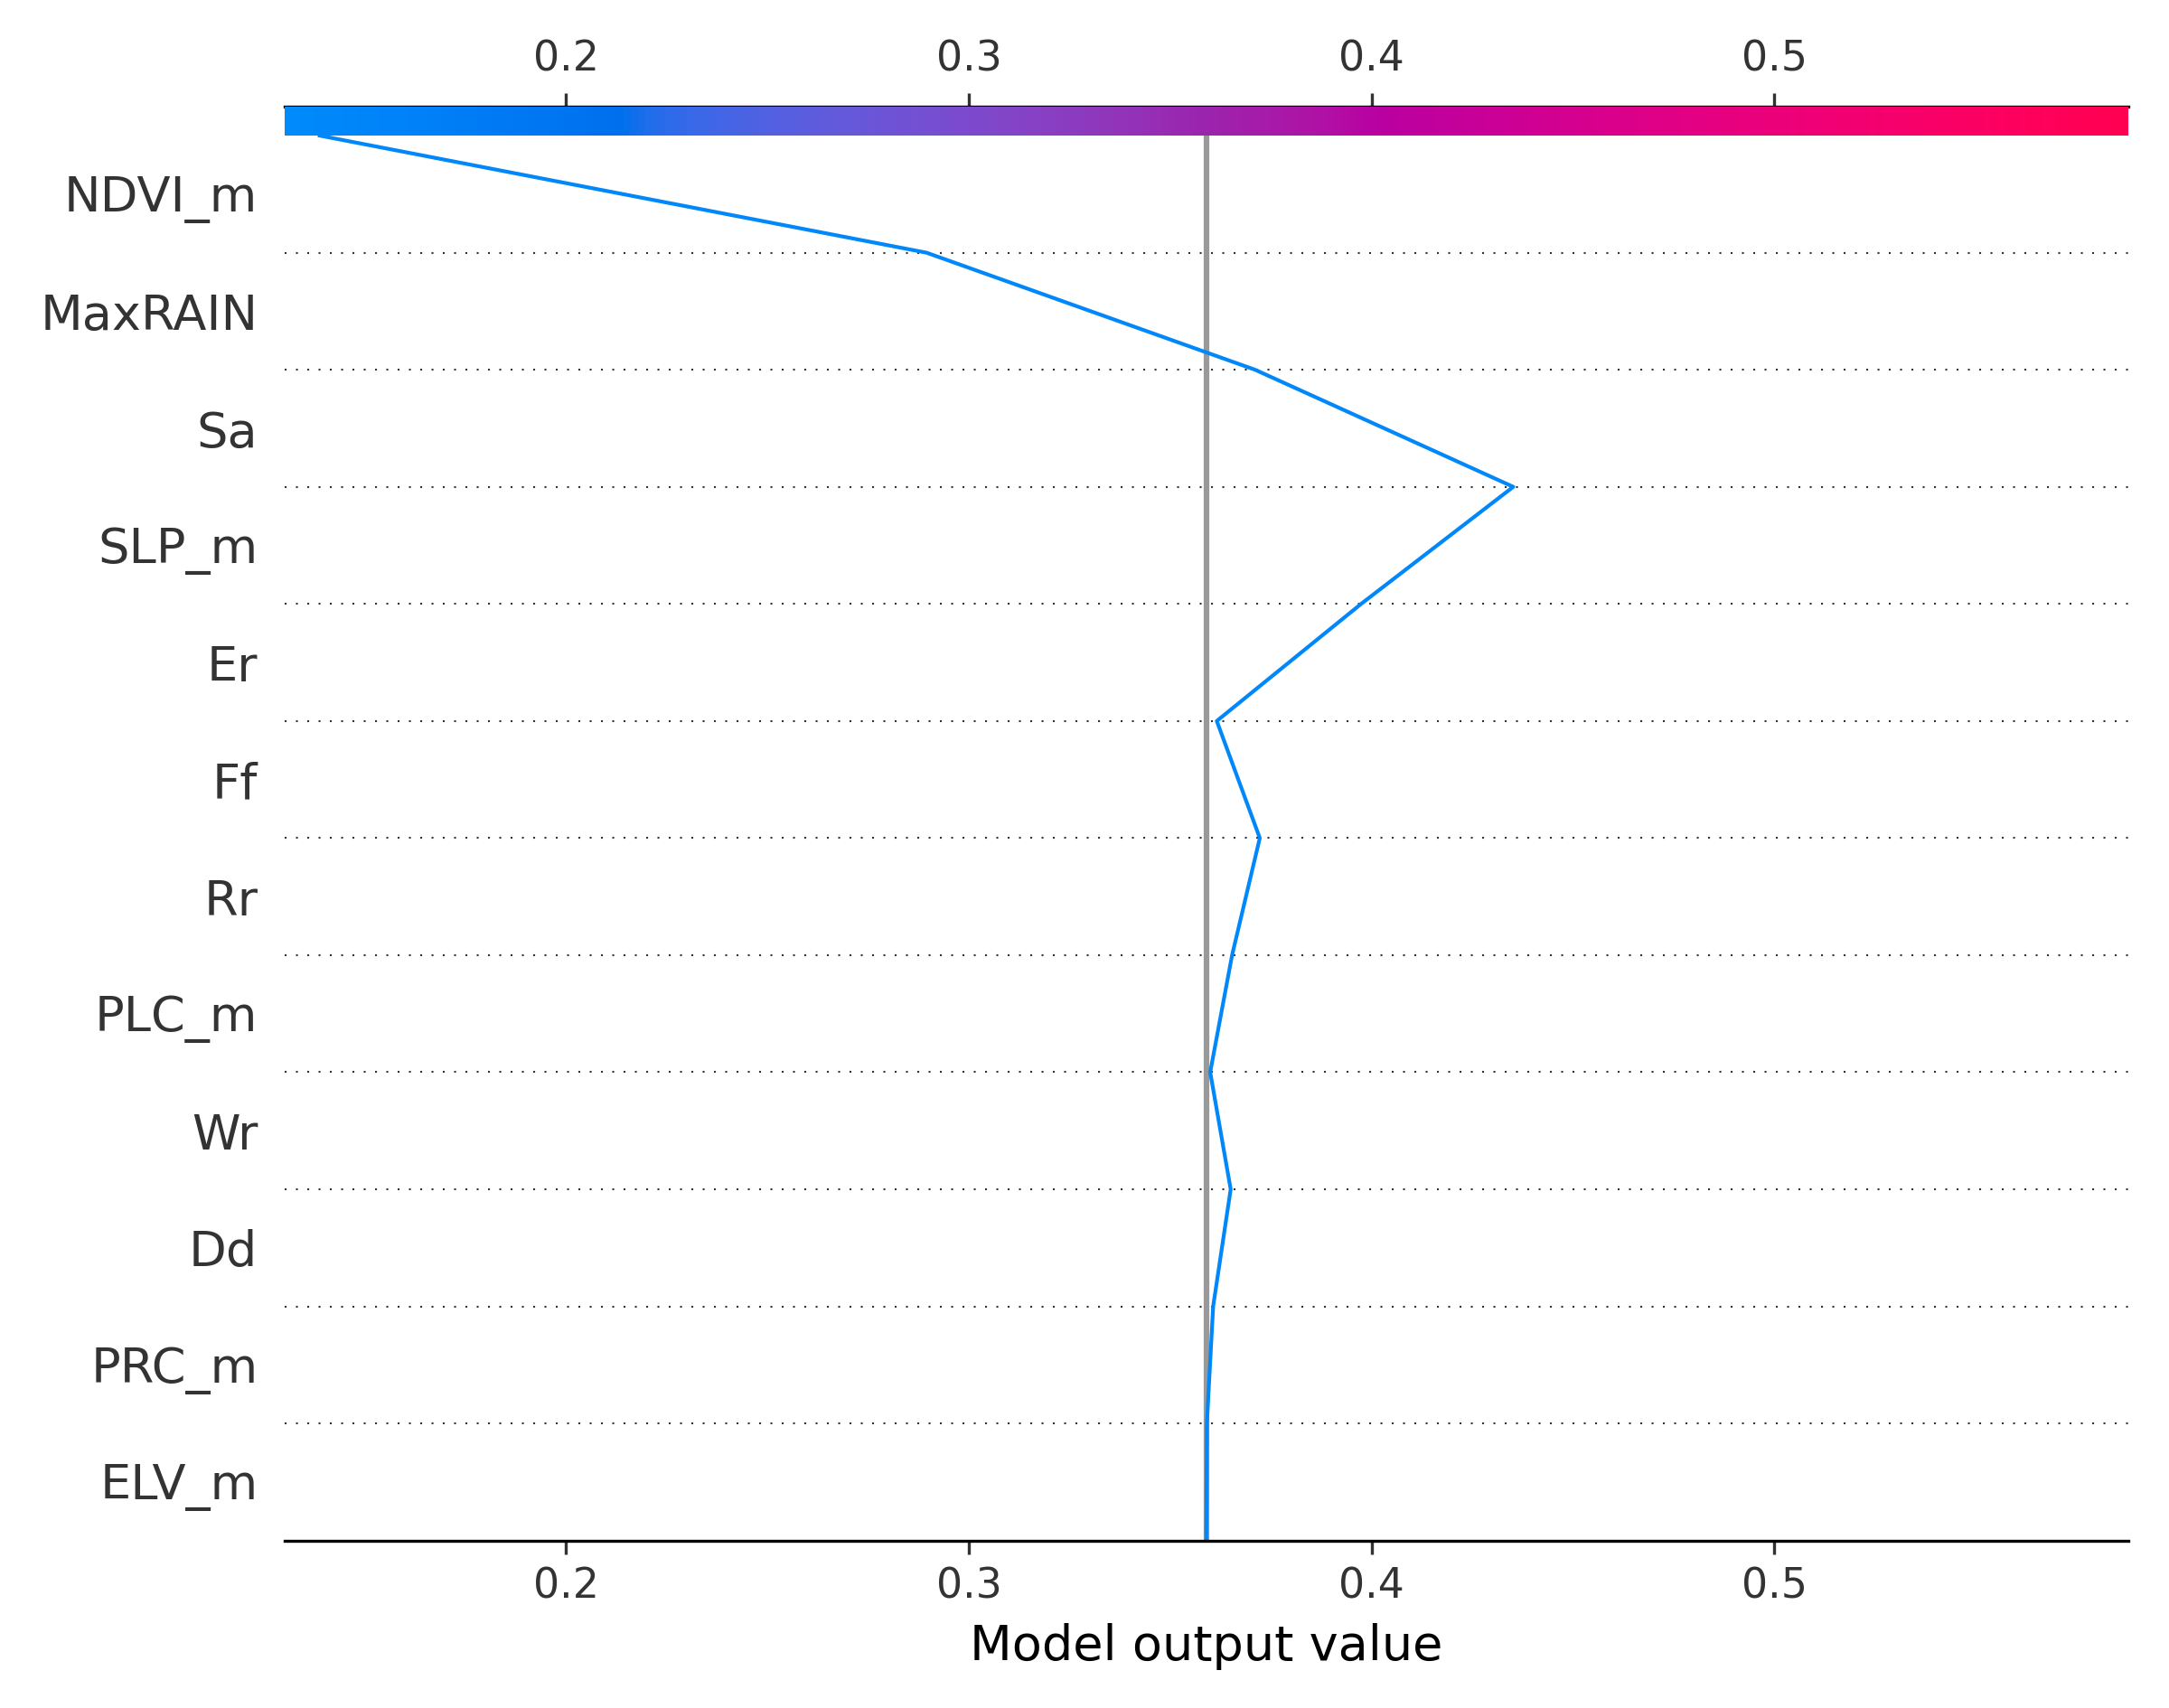 0.2 0.3 0.4 0.5
NDVI_m
MaxRAIN
Sa
SLP_m
Er
Ff
Rr
PLC_m
Wr
Dd
PRC_m
ELV_m
0.2 0.3 0.4 0.5
Model output value